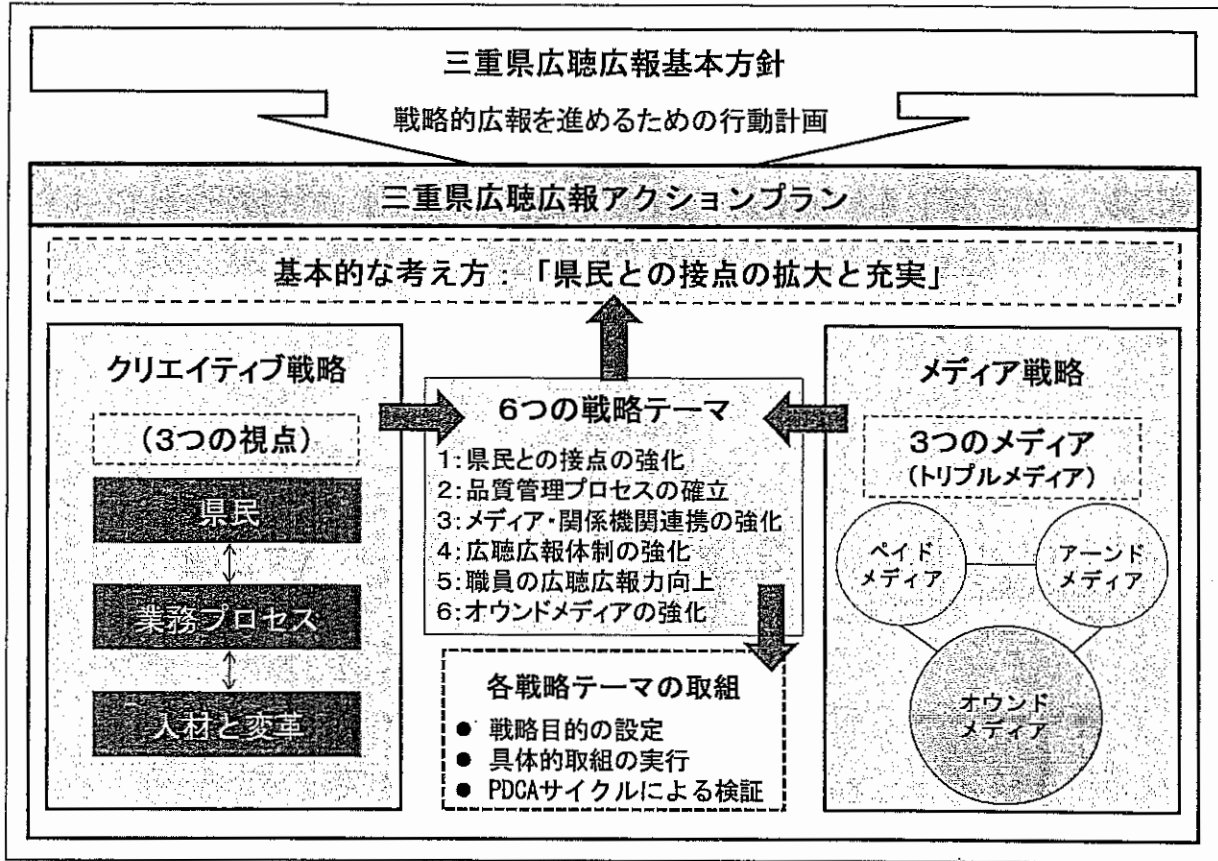 三重県広聴広報基本方針
戦略的広報を進めるための行動計画
三重県広聴広報アクションプラン
基本的な考え方：「県民との接点の拡大と充実」
クリエイティブ戦略
(3つの視点)
県民
業務プロセス
人材と変革
6つの戦略テーマ
1:県民との接点の強化
2:品質管理プロセスの確立
3:メディア・関係機関連携の強化
4:広聴広報体制の強化
5:職員の広聴広報力向上
6:オウンドメディアの強化
各戦略テーマの取組
● 戦略目的の設定
● 具体的取組の実行
● PDCAサイクルによる検証
メディア戦略
3つのメディア
(トリプルメディア)
ペイド
メディア
アーンド
メディア
オウンド
メディア